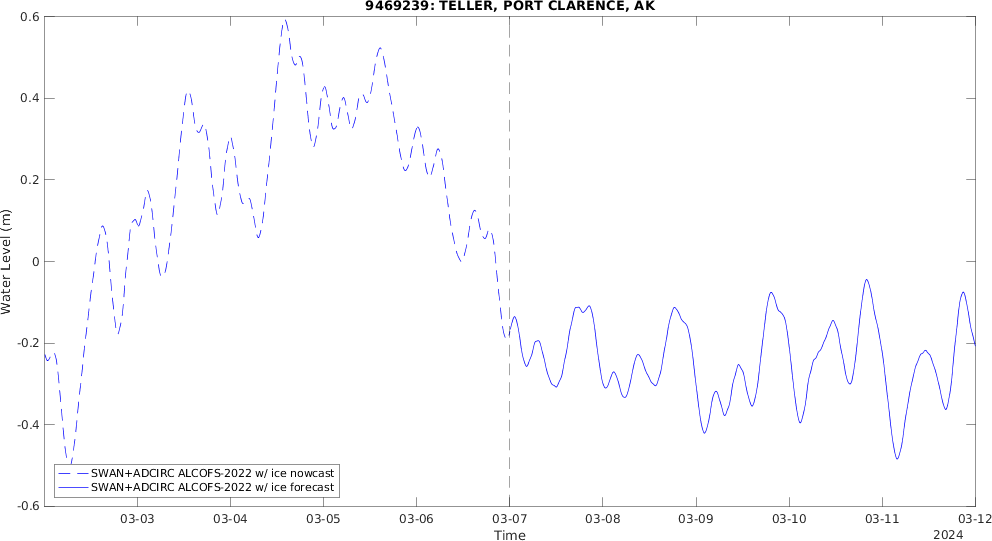 9469239: TELLER, PORT CLARENCE, AK
0.6
0.4
0.2
0
-0.2
-0.4
-0.6
Water Level (m)
SWAN+ADCIRC ALCOFS-2022 w/ ice nowcast
SWAN+ADCIRC ALCOFS-2022 w/ ice forecast
03-03 03-04 03-05 03-06 03-07 03-08 03-09 03-10 03-11 03-12
Time
2024